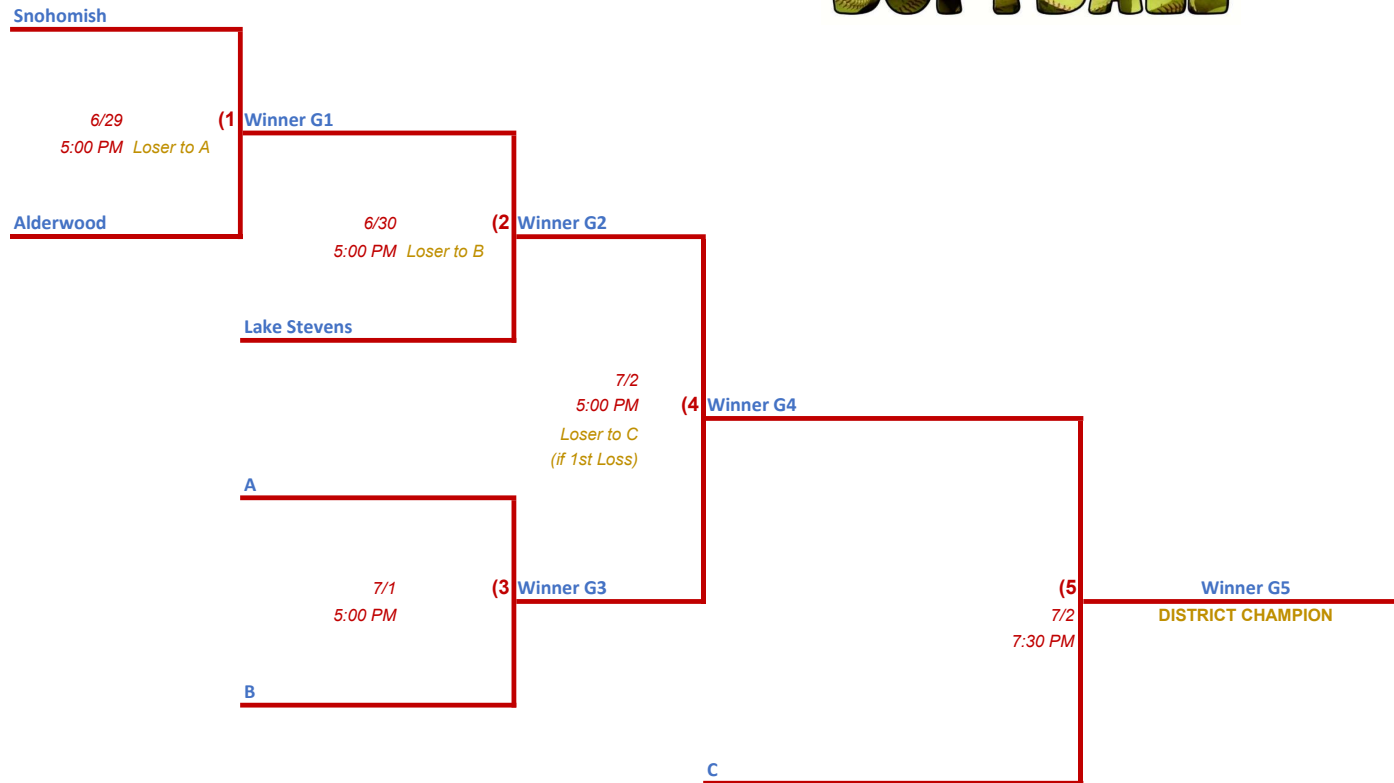 SOFTBALL
Snohomish
6/29 (1 Winner G1
5:00 PM Loser to A
Alderwood
6/30 (2 Winner G2
5:00 PM Loser to B
Lake Stevens
7/2
5:00 PM (4 Winner G4
Loser to C
(if 1st Loss)
A
7/1 (3 Winner G3
5:00 PM
(5 Winner G5
7/2 DISTRICT CHAMPION
7:30 PM
B
C